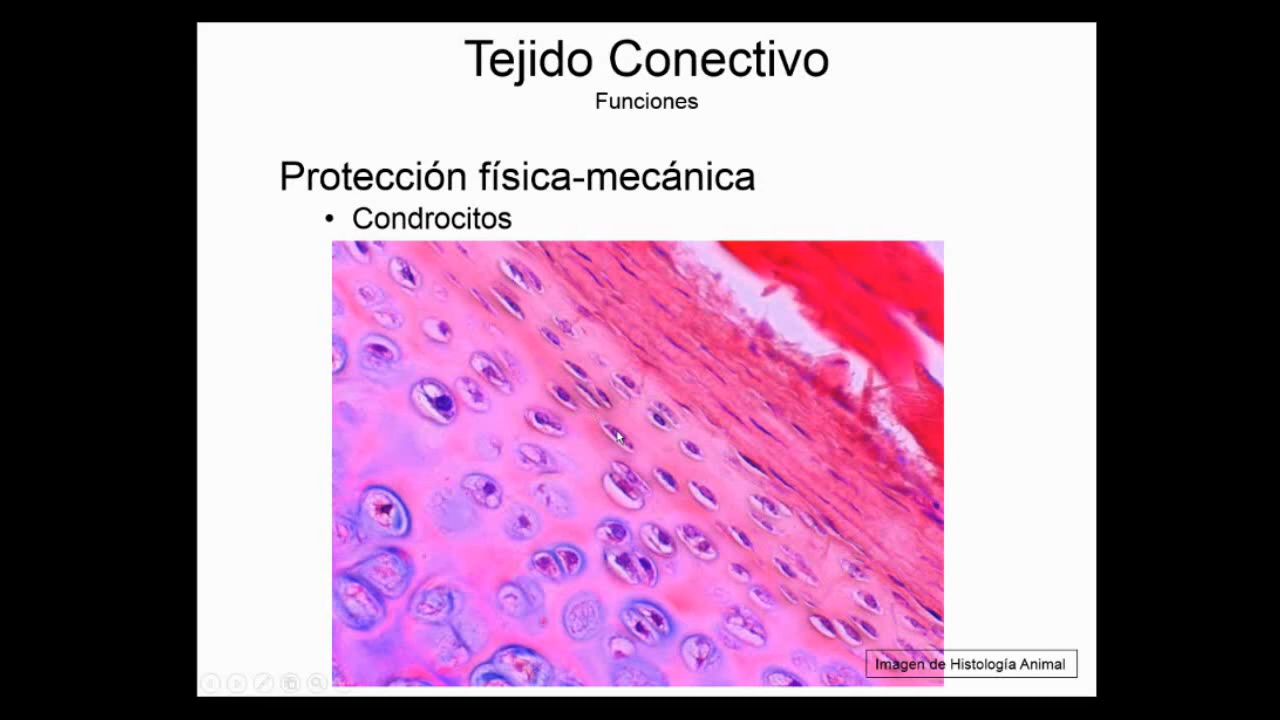 Tejido Conectivo
Funciones
Protección física-mecánica
• Condrocitos
Imagen de Histología Animal